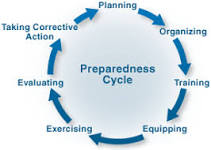 Planning
Organizing
Training
Equipping
Exercising
Evaluating
Taking Corrective
Action
Preparedness
Cycle